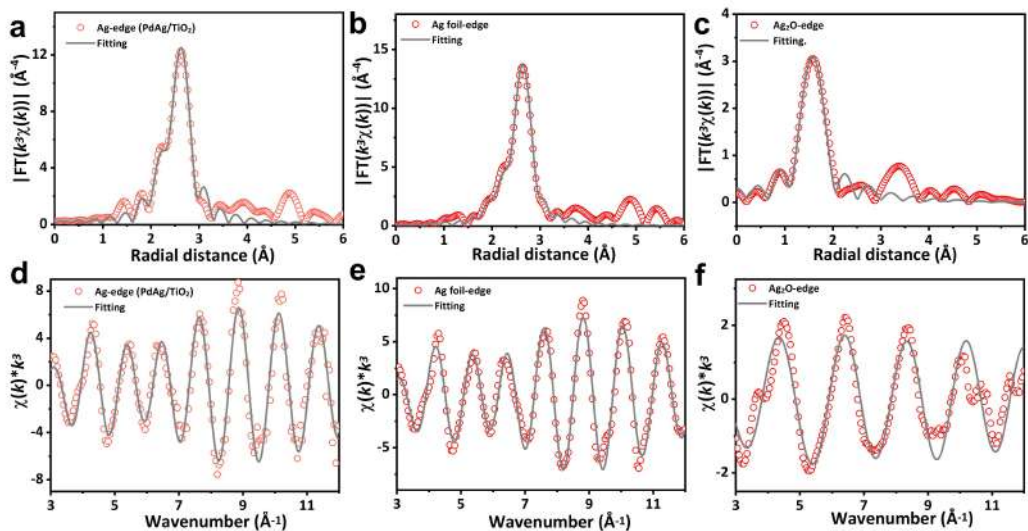 a
Ag-edge (PdAg/TiO₂)
Fitting
12
8
4
0
|FT(k³χ(k))| (Å⁻⁴)
0 1 2 3 4 5 6
Radial distance (Å)
b
Ag foil-edge
Fitting
15
10
5
0
|FT(k³χ(k))| (Å⁻⁴)
0 1 2 3 4 5 6
Radial distance (Å)
c
Ag₂O-edge
Fitting.
4
3
2
1
0
|FT(k³χ(k))| (Å⁻⁴)
0 1 2 3 4 5 6
Radial distance (Å)
d
Ag-edge (PdAg/TiO₂)
Fitting
8
4
0
-4
-8
χ(k)*k³
3 5 7 9 11
Wavenumber (Å⁻¹)
e
Ag foil-edge
Fitting
10
5
0
-5
χ(k)*k³
3 5 7 9 11
Wavenumber (Å⁻¹)
f
Ag₂O-edge
Fitting
2
0
-2
χ(k)*k³
3 5 7 9 11
Wavenumber (Å⁻¹)